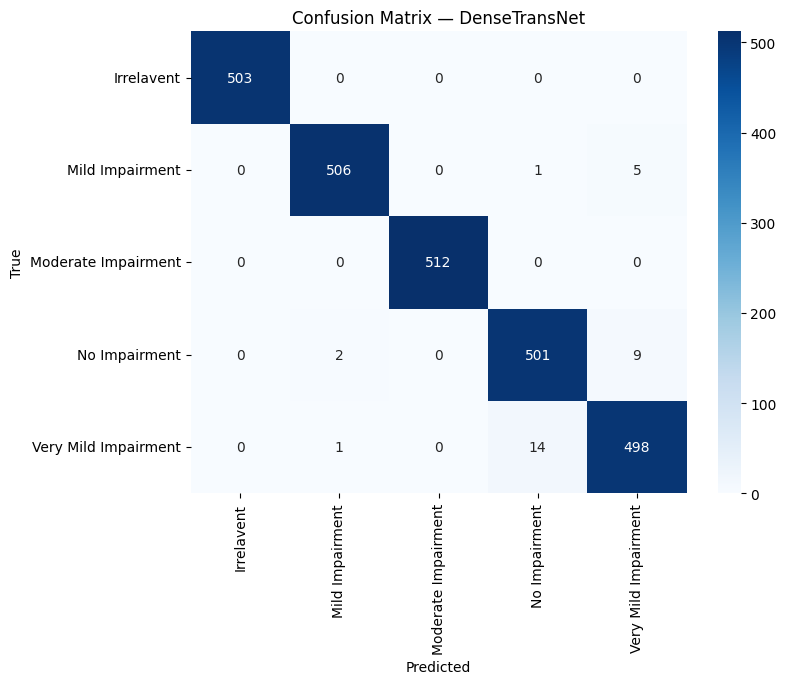 Confusion Matrix — DenseTransNet
True
Irrelavent 503 0 0 0 0
Mild Impairment 0 506 0 1 5
Moderate Impairment 0 0 512 0 0
No Impairment 0 2 0 501 9
Very Mild Impairment 0 1 0 14 498
Irrelavent
Mild Impairment
Moderate Impairment
No Impairment
Very Mild Impairment
Predicted
500
400
300
200
100
0